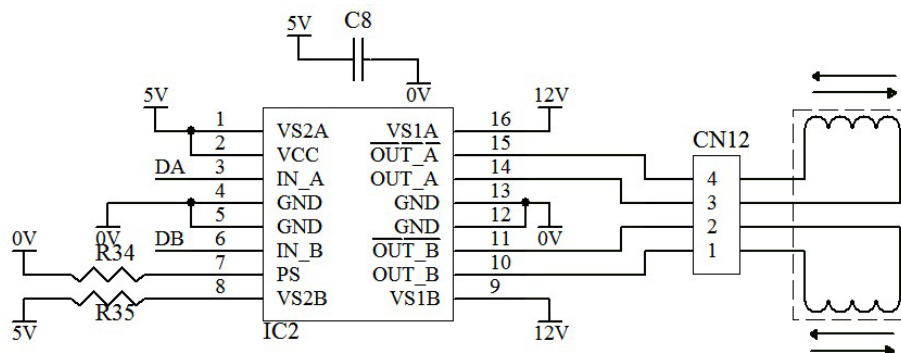 5V
C8
0V
5V
1
VS2A
VS1A
16
12V
2
VCC
OUT_A
15
CN12
DA
3
IN_A
OUT_A
14
4
4
GND
GND
13
3
5
GND
GND
12
2
0V
DB
6
IN_B
OUT_B
11
0V
1
0V
R34
7
PS
OUT_B
10
8
VS2B
VS1B
9
5V
R35
IC2
12V